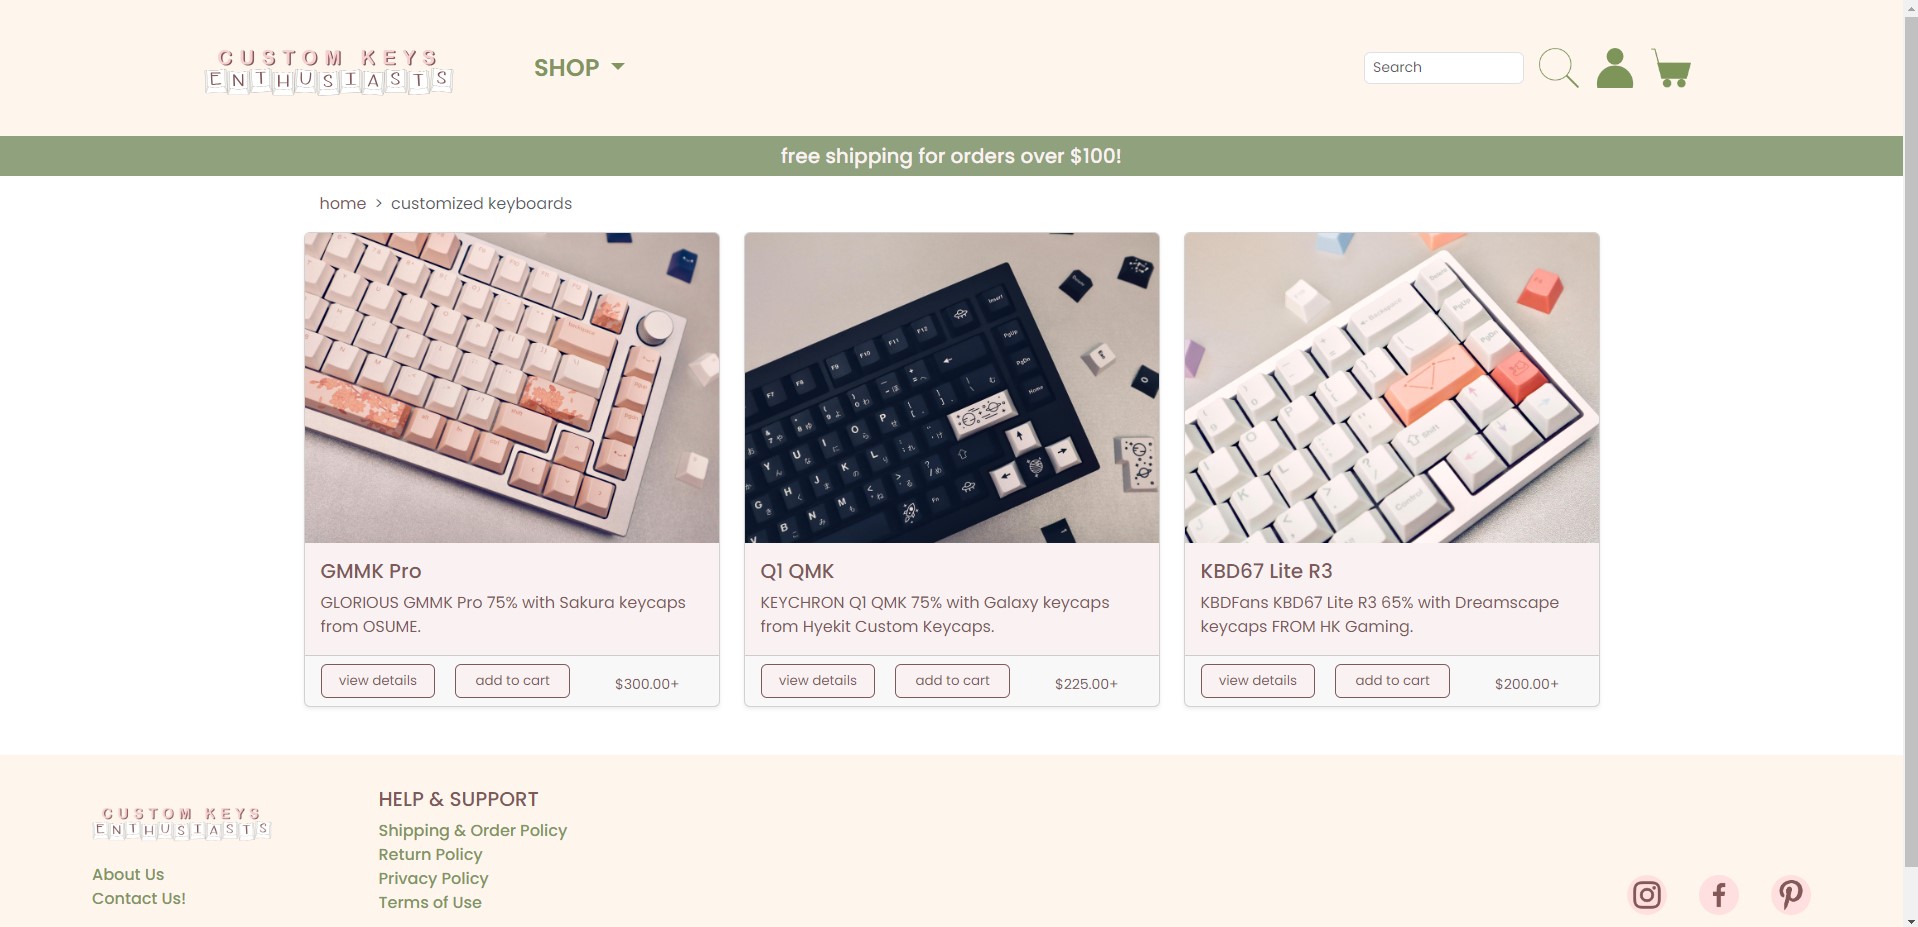 CUSTOM KEYS
ENTHUSIASTS
SHOP
Search
free shipping for orders over $100!
home > customized keyboards
GMMK Pro
GLORIOUS GMMK Pro 75% with Sakura keycaps
from OSUME.
view details
add to cart
$300.00+
Q1 QMK
KEYCHRON Q1 QMK 75% with Galaxy keycaps
from Hyekit Custom Keycaps.
view details
add to cart
$225.00+
KBD67 Lite R3
KBDFans KBD67 Lite R3 65% with Dreamscape
keycaps FROM HK Gaming.
view details
add to cart
$200.00+
CUSTOM KEYS
ENTHUSIASTS
About Us
Contact Us!
HELP & SUPPORT
Shipping & Order Policy
Return Policy
Privacy Policy
Terms of Use